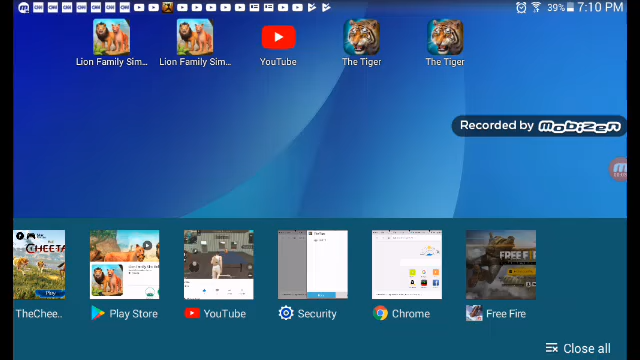 39% 7:10 PM
Lion Family Sim...
Lion Family Sim...
YouTube
The Tiger
The Tiger
Recorded by Mobizen
CHEETA
Play
FREE F
TheChee..
Play Store
YouTube
Security
Chrome
Free Fire
Close all